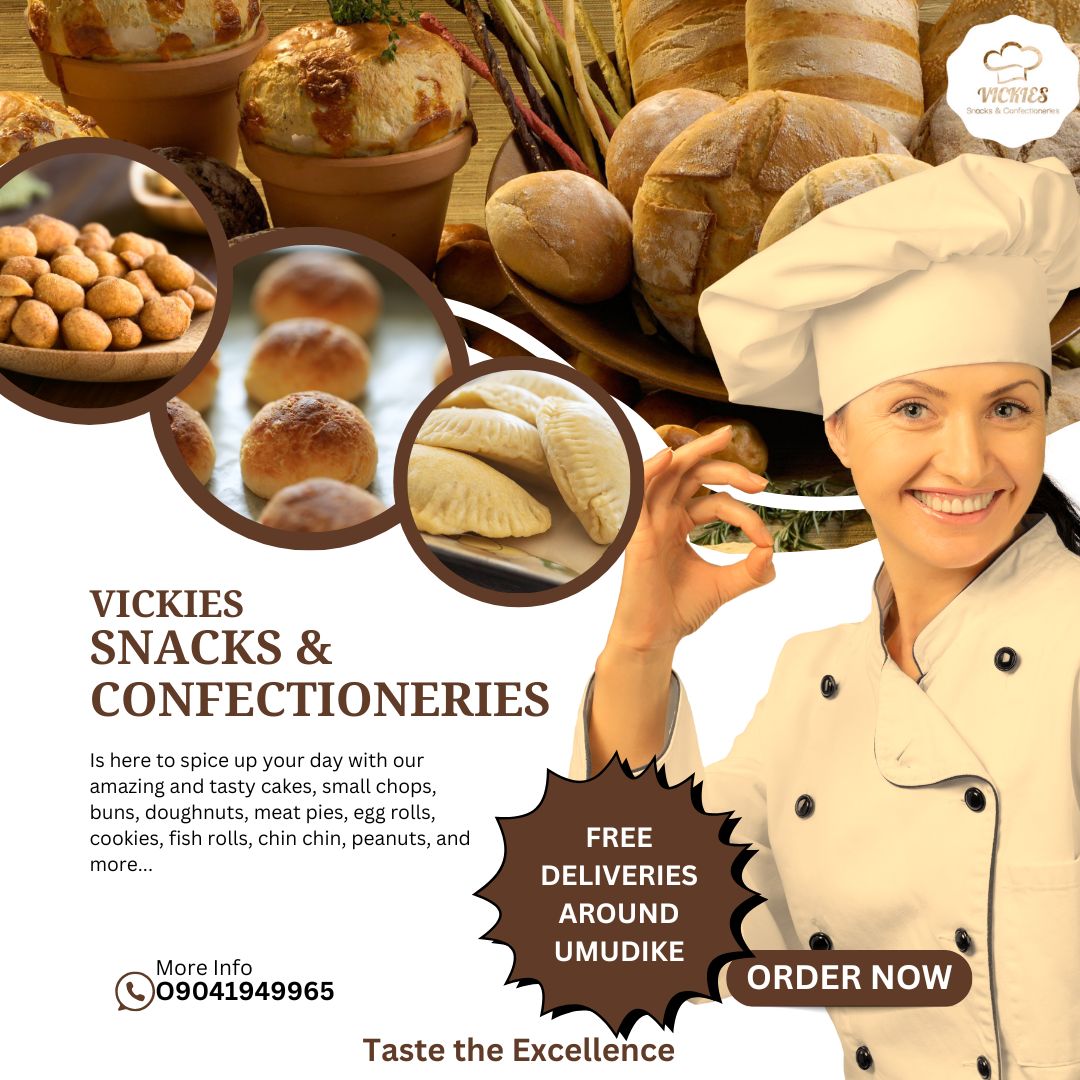 VICKIES
Snacks & Confectioneries
VICKIES
SNACKS &
CONFECTIONERIES
Is here to spice up your day with our
amazing and tasty cakes, small chops,
buns, doughnuts, meat pies, egg rolls,
cookies, fish rolls, chin chin, peanuts, and
more...
FREE
DELIVERIES
AROUND
UMUDIKE
ORDER NOW
More Info
O9041949965
Taste the Excellence